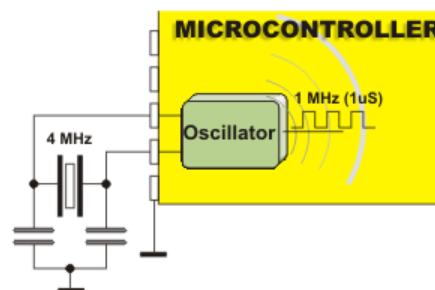 MICROCONTROLLER
1 MHz (1uS)
4 MHz
Oscillator